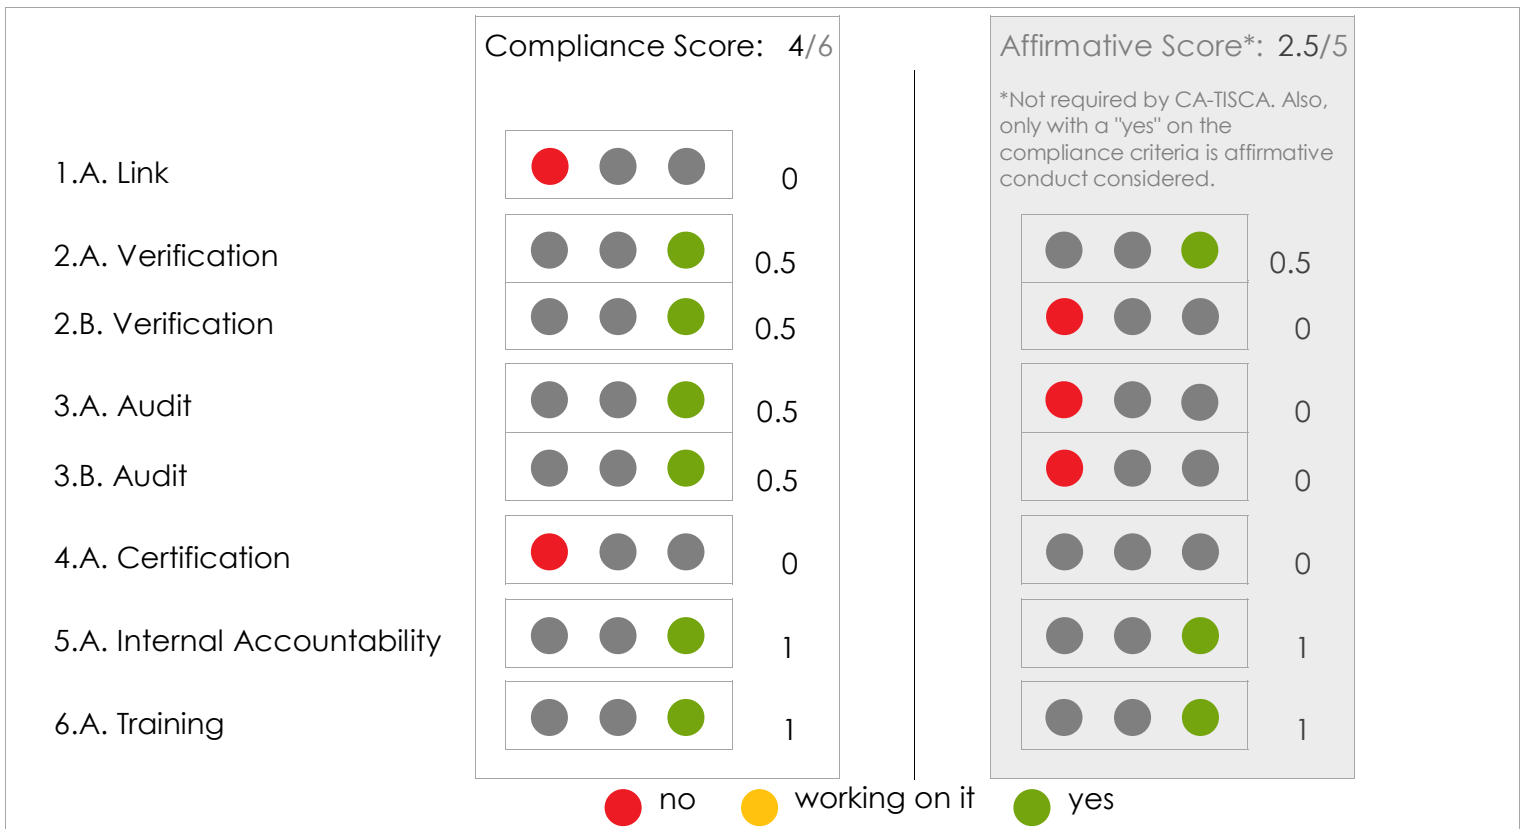 Compliance Score: 4/6
Affirmative Score*: 2.5/5
*Not required by CA-TISCA. Also,
only with a "yes" on the
compliance criteria is affirmative
conduct considered.
1.A. Link 0
2.A. Verification 0.5 0.5
2.B. Verification 0.5 0
3.A. Audit 0.5 0
3.B. Audit 0.5 0
4.A. Certification 0 0
5.A. Internal Accountability 1 1
6.A. Training 1 1
no working on it yes